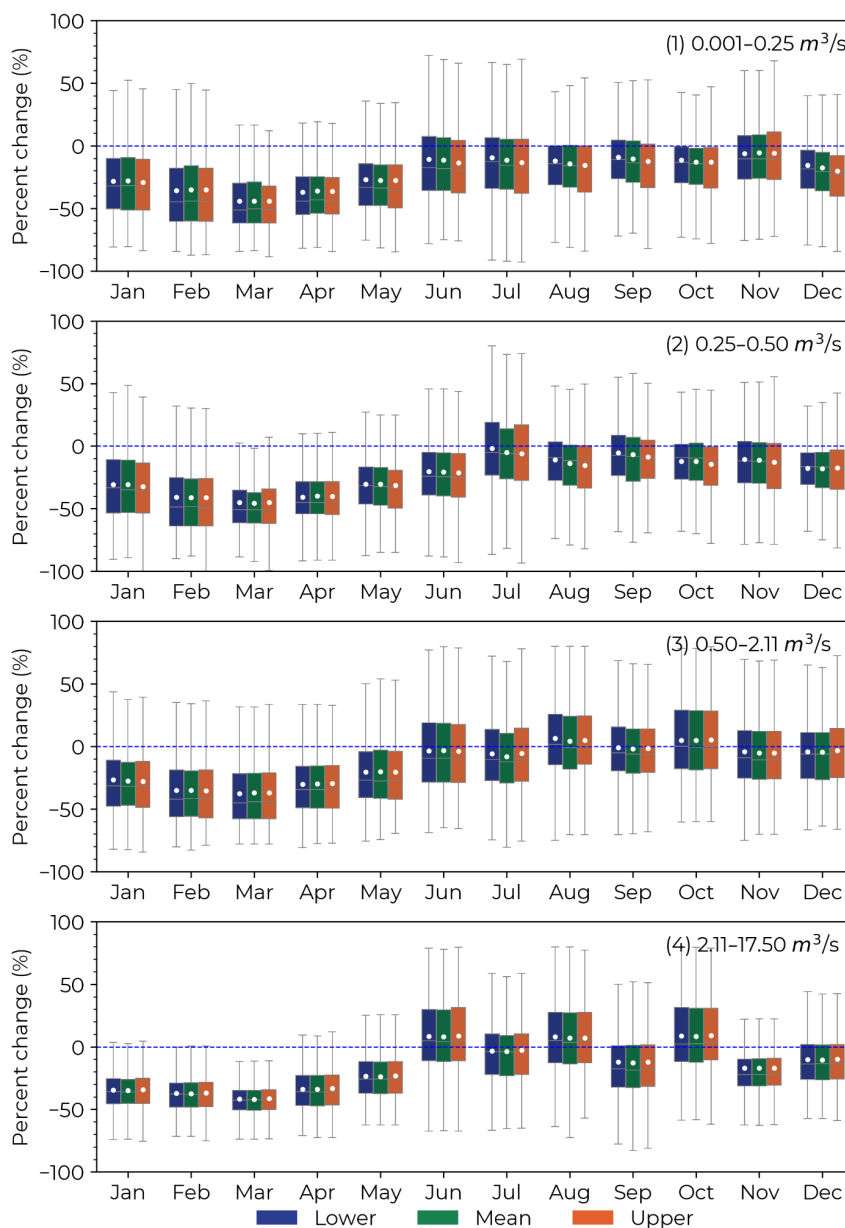 Percent change (%)
100
50
0
−50
−100
(1) 0.001–0.25 m³/s
Jan Feb Mar Apr May Jun Jul Aug Sep Oct Nov Dec
Percent change (%)
100
50
0
−50
−100
(2) 0.25–0.50 m³/s
Jan Feb Mar Apr May Jun Jul Aug Sep Oct Nov Dec
Percent change (%)
100
50
0
−50
−100
(3) 0.50–2.11 m³/s
Jan Feb Mar Apr May Jun Jul Aug Sep Oct Nov Dec
Percent change (%)
100
50
0
−50
−100
(4) 2.11–17.50 m³/s
Jan Feb Mar Apr May Jun Jul Aug Sep Oct Nov Dec
Lower Mean Upper